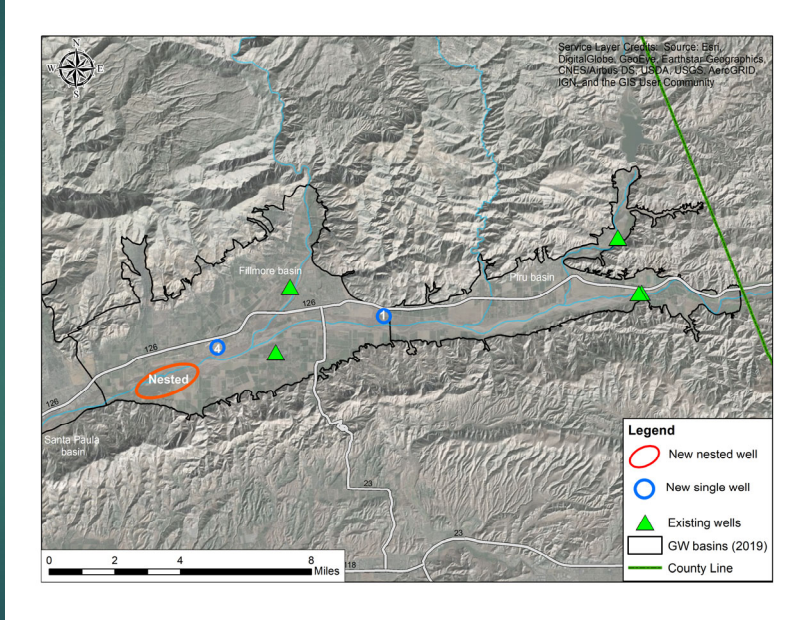 Service Layer Credits: Source: Esri,
DigitalGlobe, GeoEye, Earthstar Geographics,
CNES/Airbus DS, USDA, USGS, AeroGRID,
IGN, and the GIS User Community
N
W E
S
Fillmore basin
Piru basin
126
126
1
4
126
Nested
126
Santa Paula
basin
23
23
118
Legend
New nested well
New single well
Existing wells
GW basins (2019)
County Line
0 2 4 8
Miles